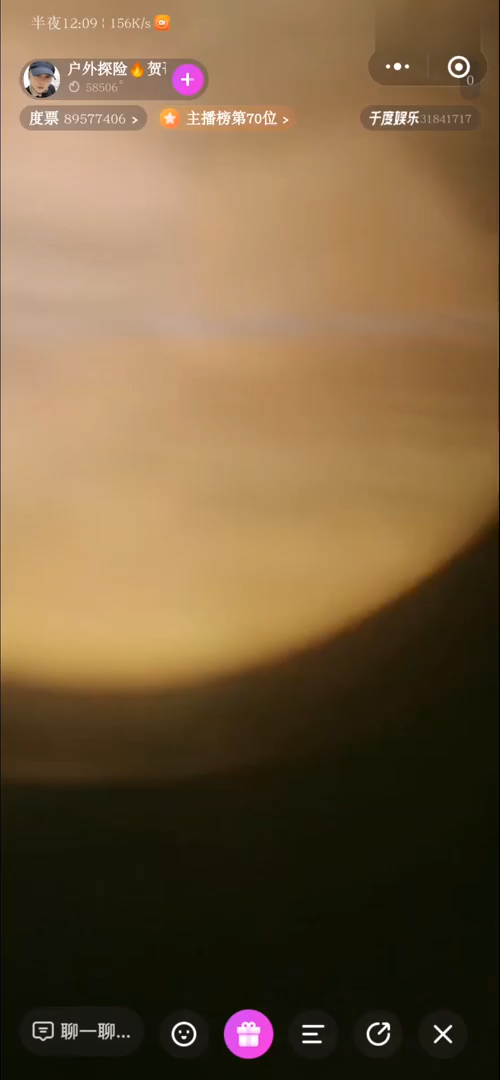 半夜12:09 | 156K/s
户外探险🔥贺
58506°
0
度票 89577406 >
主播榜第70位 >
千度娱乐31841717
聊一聊...